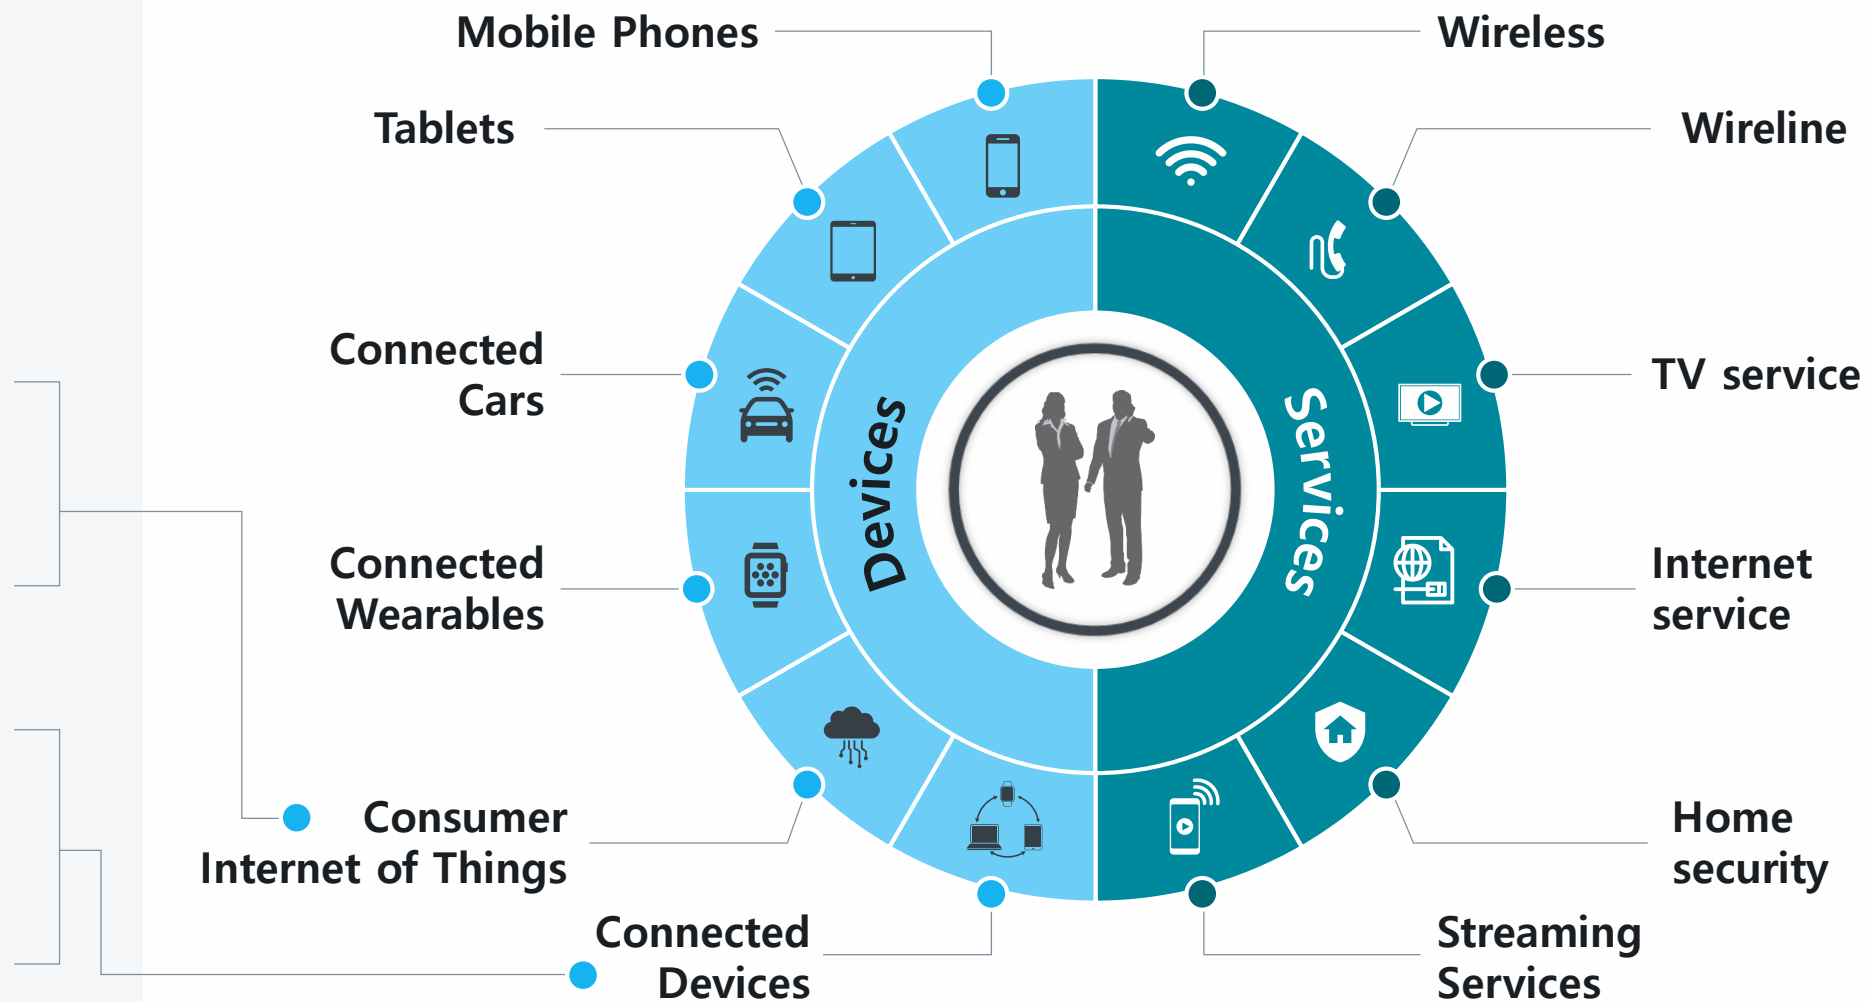 Mobile Phones
Tablets
Connected
Cars
Connected
Wearables
Consumer
Internet of Things
Connected
Devices
Devices
Services
Wireless
Wireline
TV service
Internet
service
Home
security
Streaming
Services